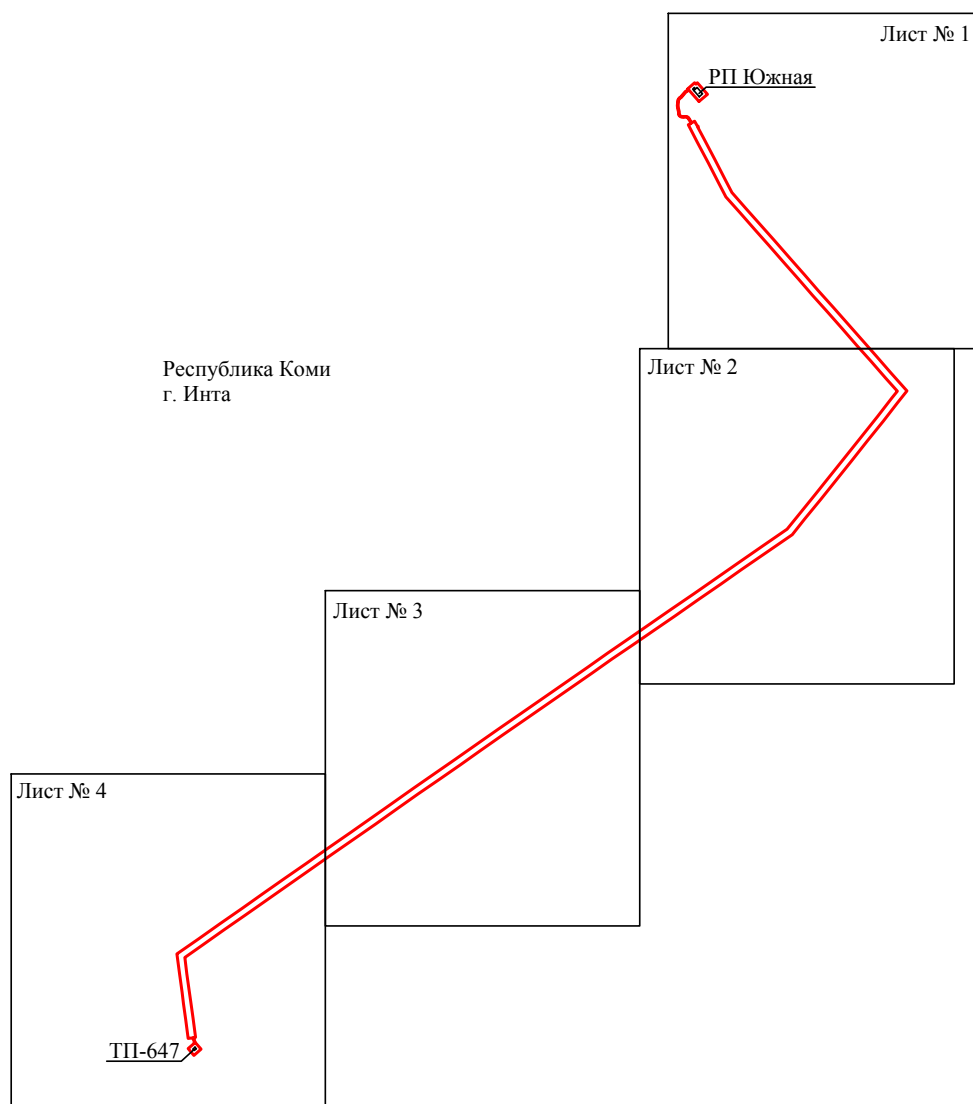 Лист № 1
РП Южная
Республика Коми
г. Инта
Лист № 2
Лист № 3
Лист № 4
ТП-647